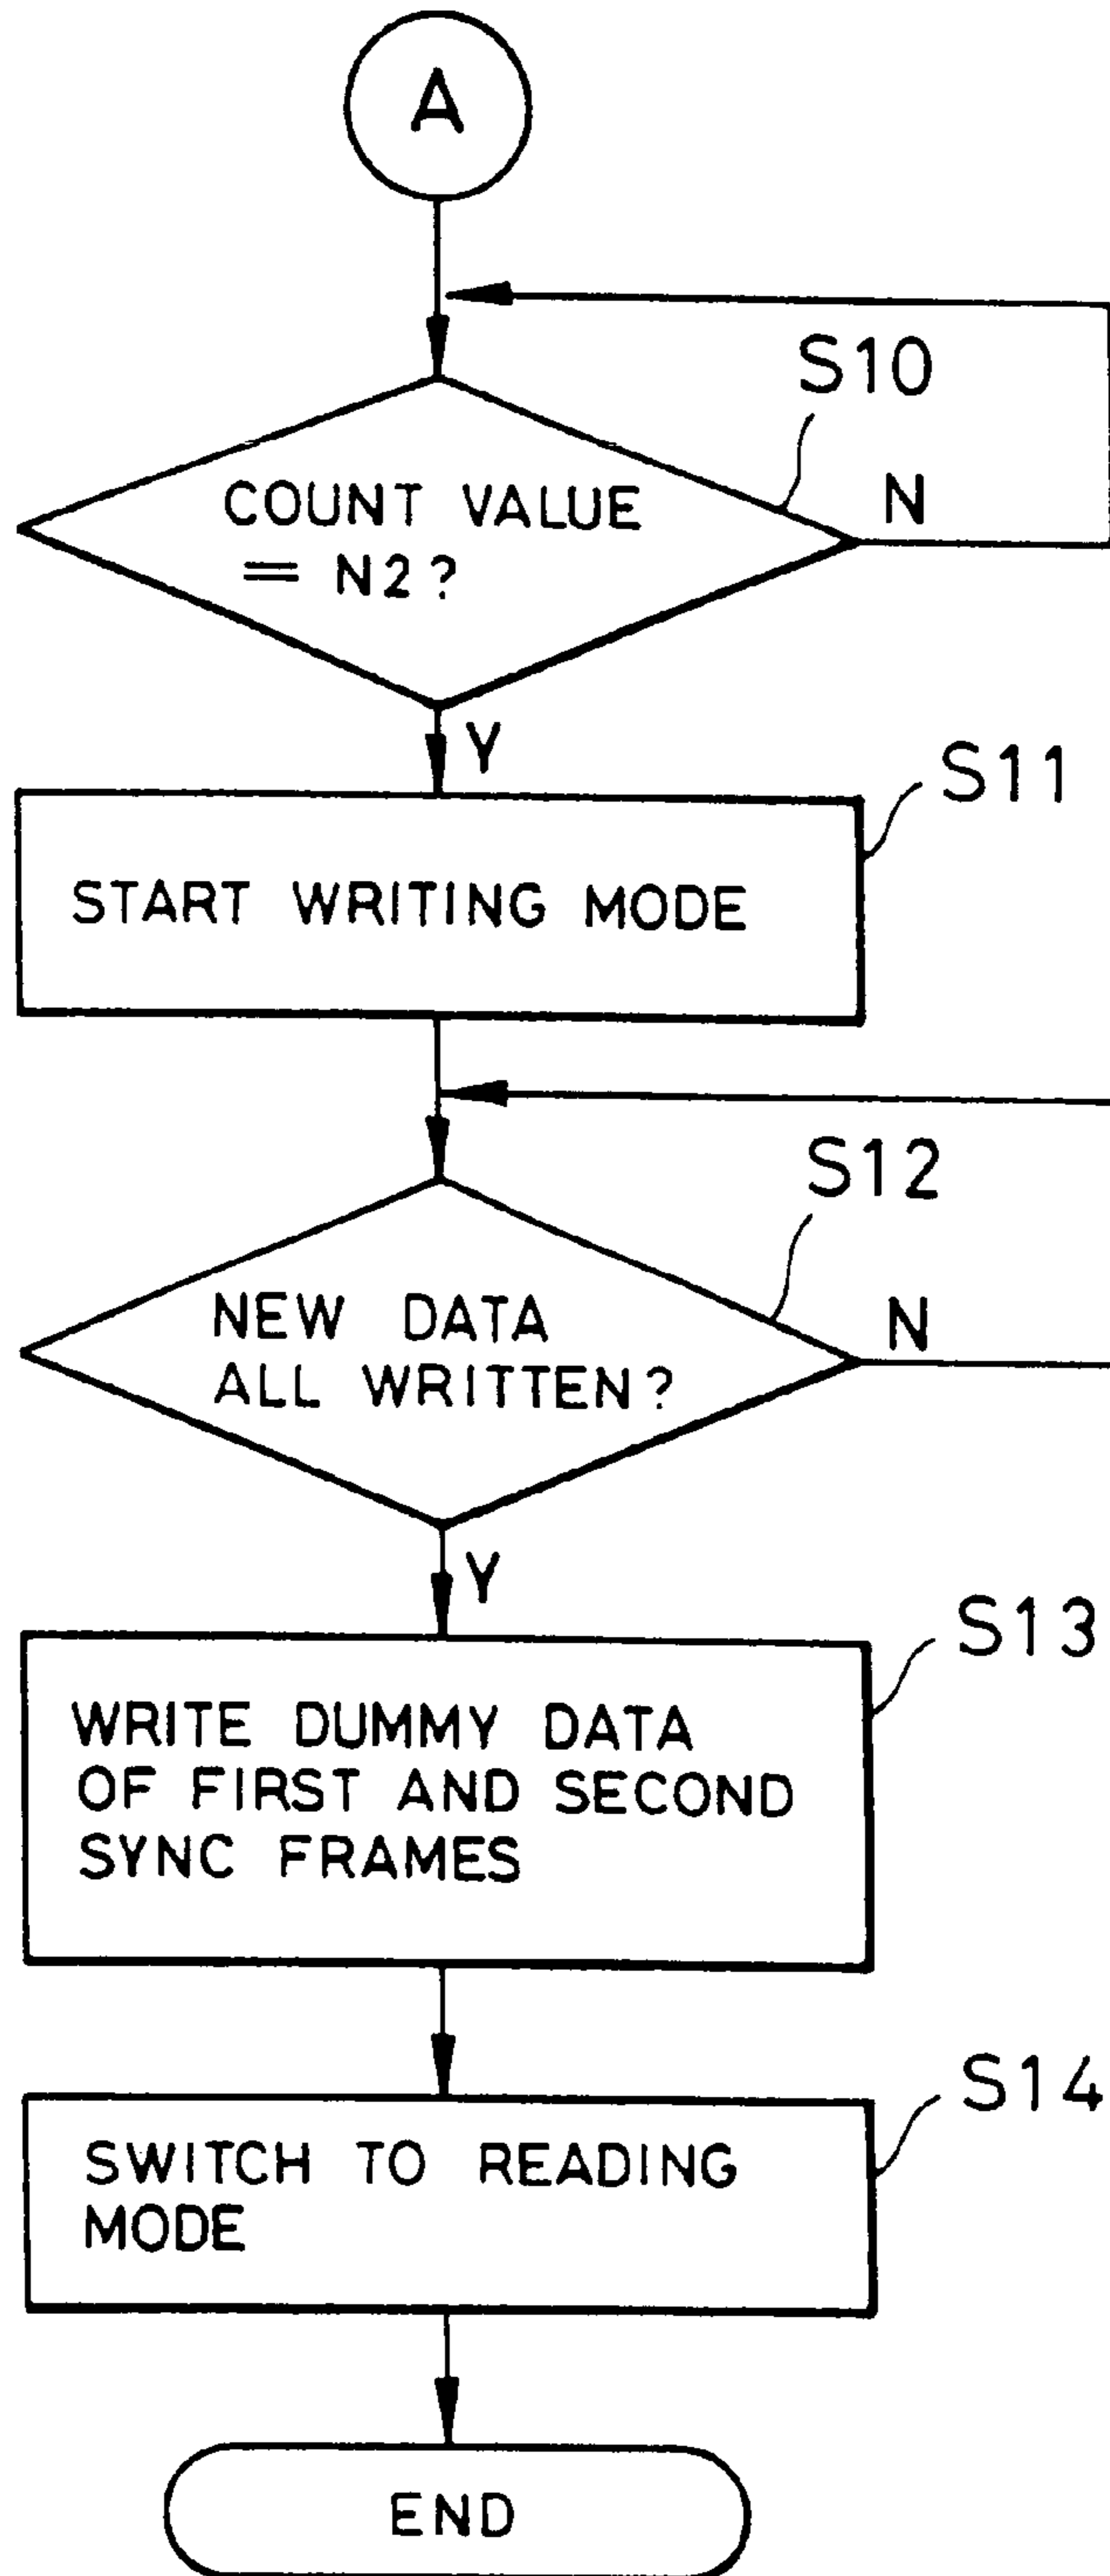 A
S10
COUNT VALUE
= N2?
N
Y
S11
START WRITING MODE
S12
NEW DATA
ALL WRITTEN?
N
Y
S13
WRITE DUMMY DATA
OF FIRST AND SECOND
SYNC FRAMES
S14
SWITCH TO READING
MODE
END